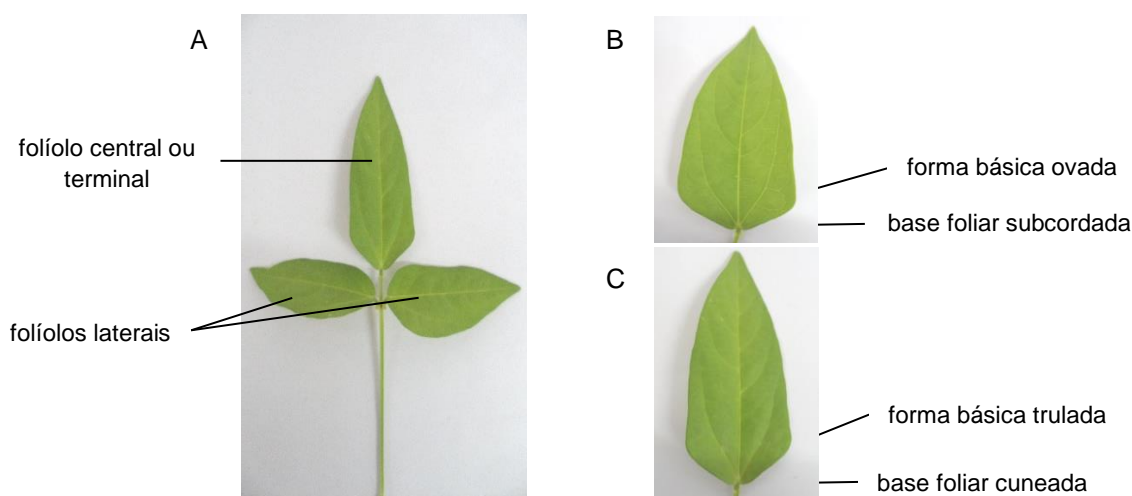 A
folíolo central ou
terminal
folíolos laterais
B
forma básica ovada
base foliar subcordada
C
forma básica trulada
base foliar cuneada